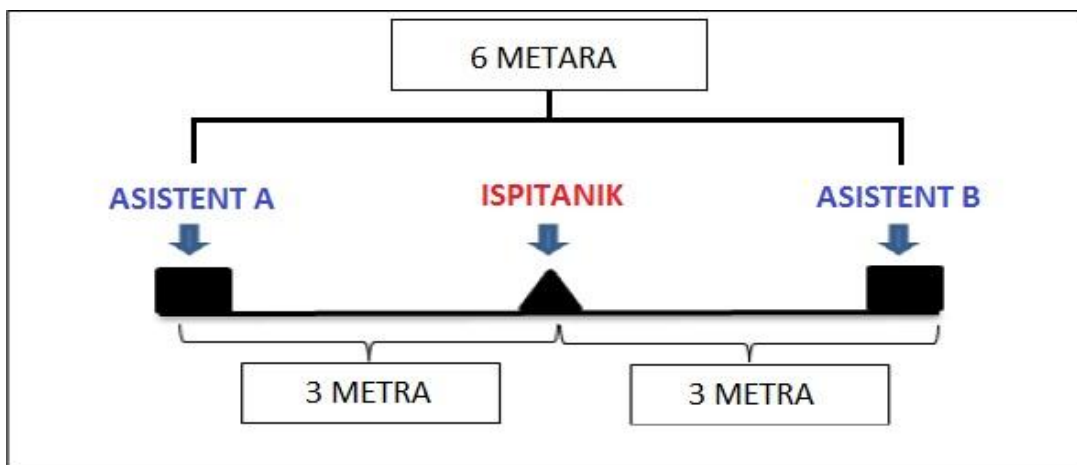 6 METARA
ASISTENT A
ISPITANIK
ASISTENT B
3 METRA
3 METRA